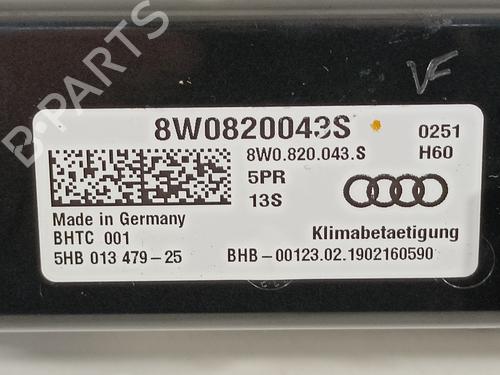 VF
8W0820043S
0251
8W0.820.043.S
H60
5PR
13S
Made in Germany
Klimabetaetigung
BHTC 001
5HB 013 479-25
BHB-00123.02.1902160590
B-PARTS